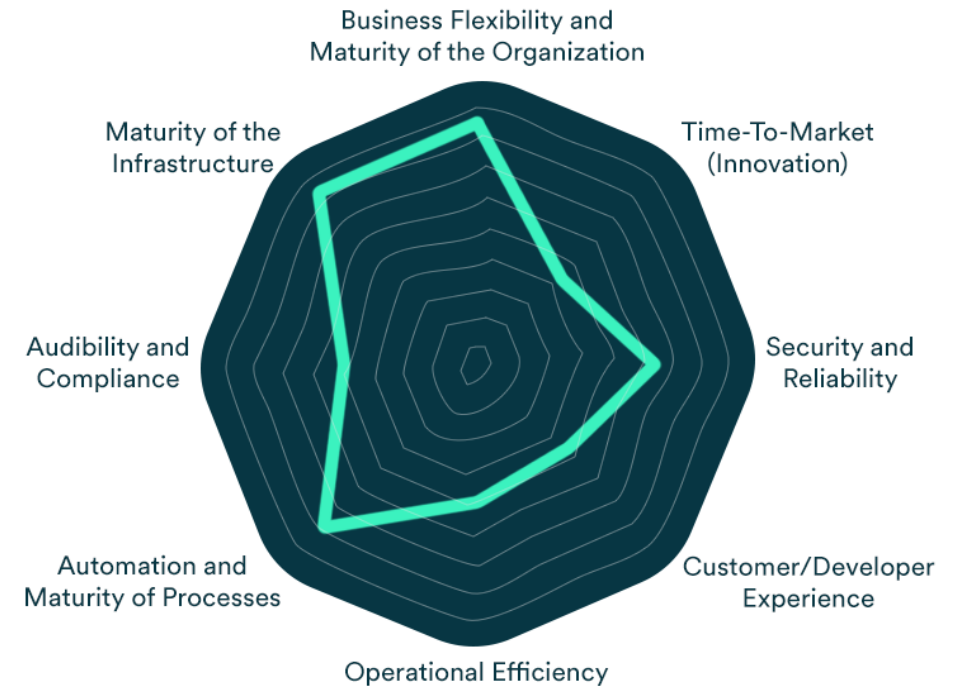 Business Flexibility and
Maturity of the Organization
Maturity of the
Infrastructure
Time-To-Market
(Innovation)
Audibility and
Compliance
Security and
Reliability
Automation and
Maturity of Processes
Customer/Developer
Experience
Operational Efficiency